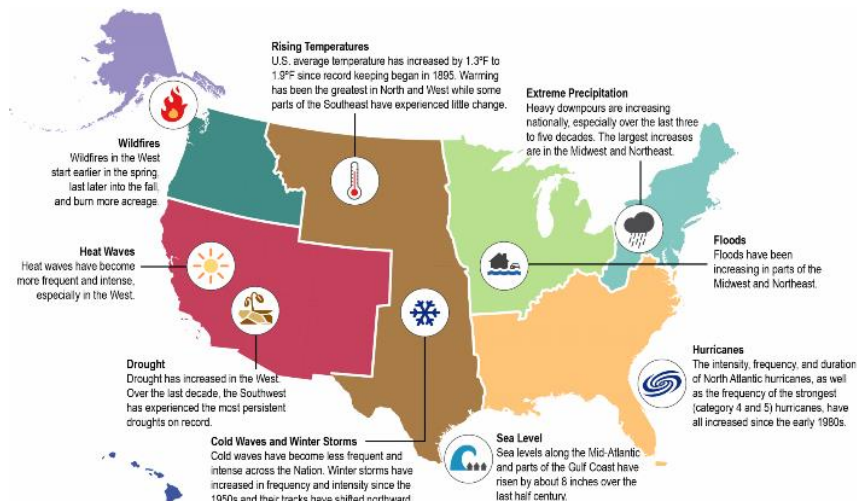 Rising Temperatures
U.S. average temperature has increased by 1.3°F to
1.9°F since record keeping began in 1895. Warming
has been the greatest in North and West while some
parts of the Southeast have experienced little change.
Extreme Precipitation
Heavy downpours are increasing
nationally, especially over the last three
to five decades. The largest increases
are in the Midwest and Northeast.
Wildfires
Wildfires in the West
start earlier in the spring,
last later into the fall,
and burn more acreage.
Heat Waves
Heat waves have become
more frequent and intense,
especially in the West.
Floods
Floods have been
increasing in parts of the
Midwest and Northeast.
Drought
Drought has increased in the West.
Over the last decade, the Southwest
has experienced the most persistent
droughts on record.
Hurricanes
The intensity, frequency, and duration
of North Atlantic hurricanes, as well
as the frequency of the strongest
(category 4 and 5) hurricanes, have
all increased since the early 1980s.
Cold Waves and Winter Storms
Cold waves have become less frequent and
intense across the Nation. Winter storms have
increased in frequency and intensity since the
1950s and their tracks have shifted northward
Sea Level
Sea levels along the Mid-Atlantic
and parts of the Gulf Coast have
risen by about 8 inches over the
last half century.